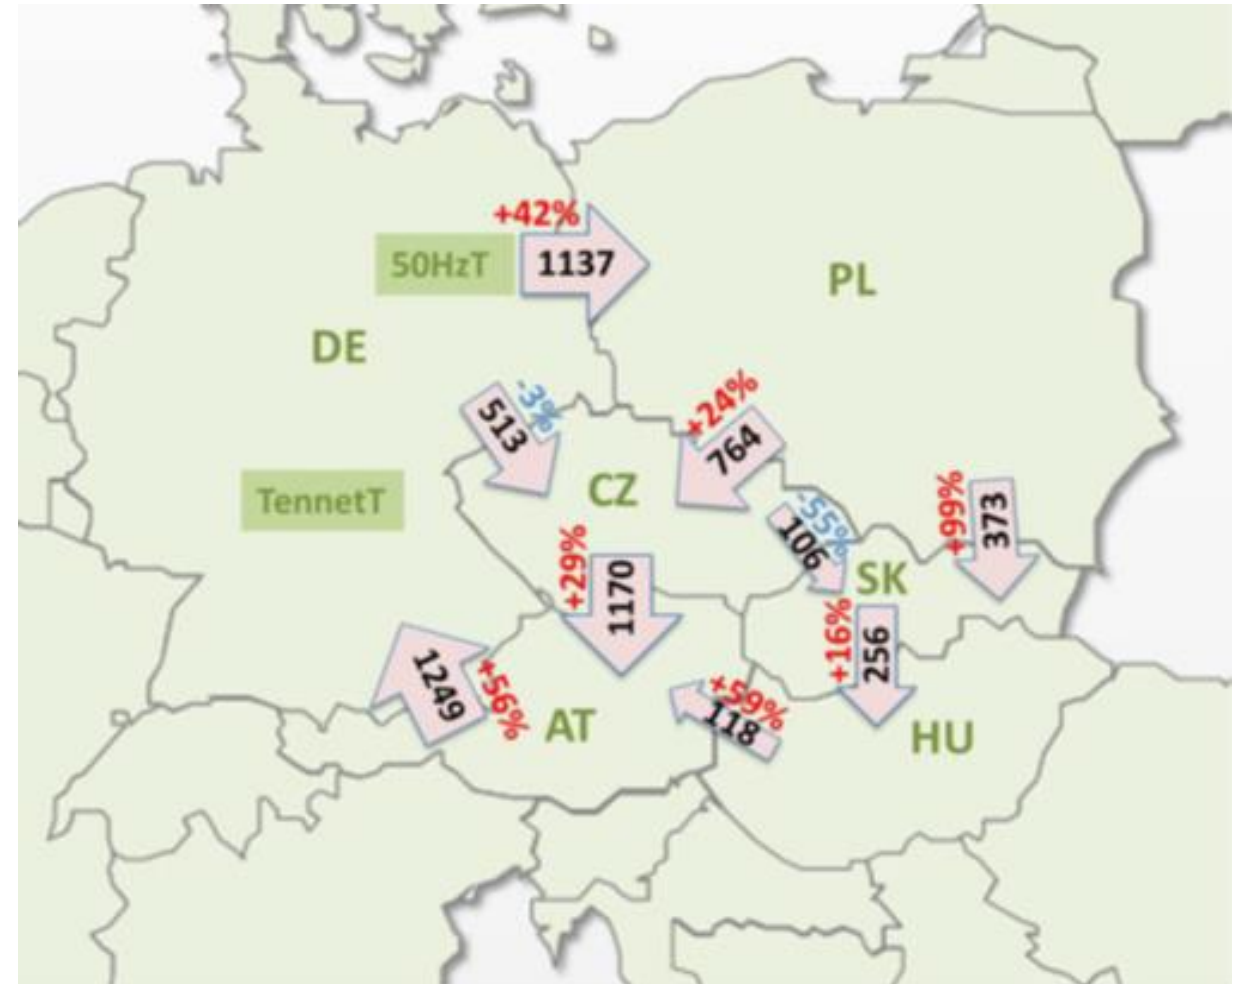 +42%
50HzT
1137
PL
DE
-3%
513
+24%
764
CZ
TennetT
-55%
106
+99%
373
SK
+29%
1170
+16%
256
1249
+56%
AT
+59%
118
HU